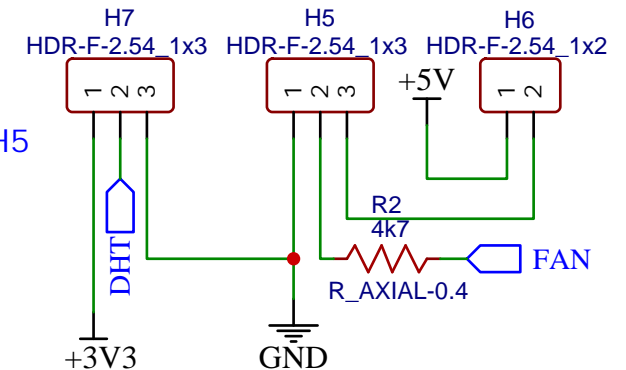 H7 H5 H6
HDR-F-2.54_1x3 HDR-F-2.54_1x3 HDR-F-2.54_1x2
+5V
1 2 3 1 2 3 1 2
H5
R2
4k7
DHT FAN
R_AXIAL-0.4
+3V3 GND